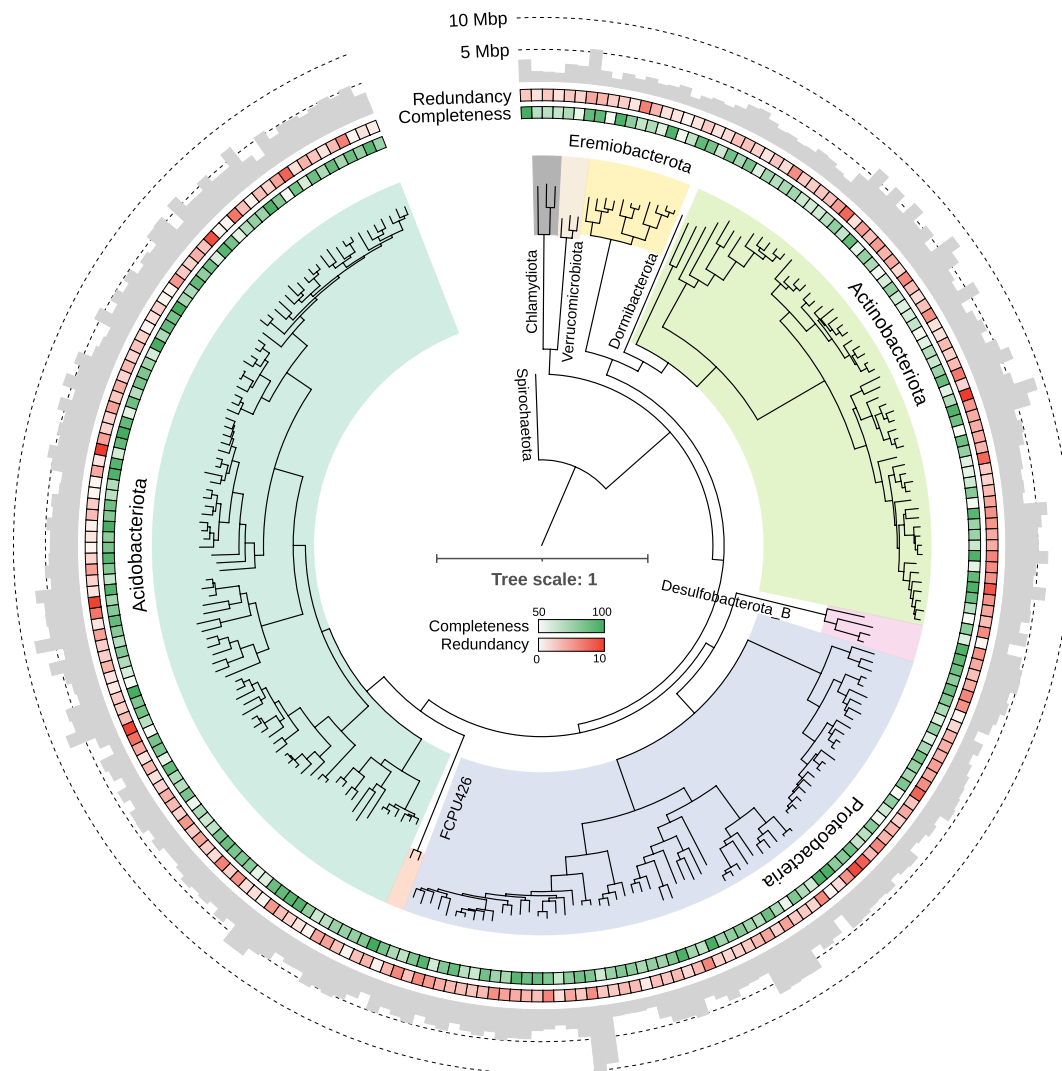 10 Mbp
5 Mbp
Redundancy
Completeness
Eremiobacterota
Chlamydiota
Verrucomicrobiota
Dormibacterota
Actinobacteriota
Spirochaetota
Acidobacteriota
Tree scale: 1
Desulfobacterota_B
50 100
Completeness
Redundancy
0 10
FCPU426
Proteobacteria